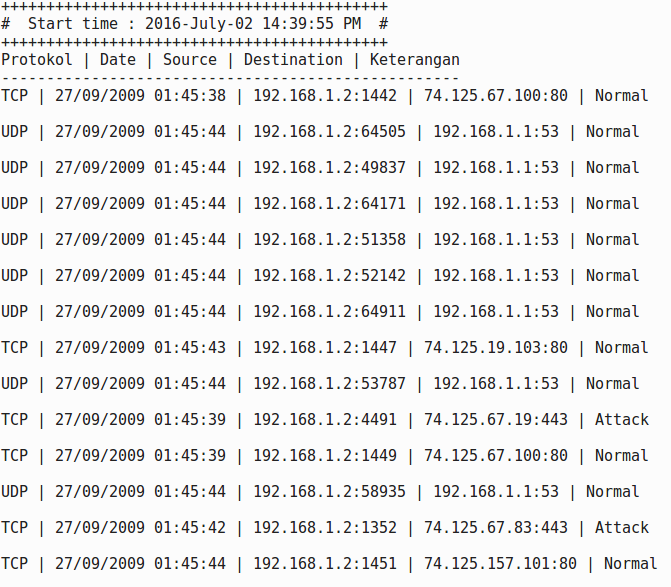 +++++++++++++++++++++++++++++++++++++++++++
#  Start time : 2016-July-02 14:39:55 PM  #
+++++++++++++++++++++++++++++++++++++++++++
Protokol | Date | Source | Destination | Keterangan
---------------------------------------------------
TCP | 27/09/2009 01:45:38 | 192.168.1.2:1442 | 74.125.67.100:80 | Normal
UDP | 27/09/2009 01:45:44 | 192.168.1.2:64505 | 192.168.1.1:53 | Normal
UDP | 27/09/2009 01:45:44 | 192.168.1.2:49837 | 192.168.1.1:53 | Normal
UDP | 27/09/2009 01:45:44 | 192.168.1.2:64171 | 192.168.1.1:53 | Normal
UDP | 27/09/2009 01:45:44 | 192.168.1.2:51358 | 192.168.1.1:53 | Normal
UDP | 27/09/2009 01:45:44 | 192.168.1.2:52142 | 192.168.1.1:53 | Normal
UDP | 27/09/2009 01:45:44 | 192.168.1.2:64911 | 192.168.1.1:53 | Normal
TCP | 27/09/2009 01:45:43 | 192.168.1.2:1447 | 74.125.19.103:80 | Normal
UDP | 27/09/2009 01:45:44 | 192.168.1.2:53787 | 192.168.1.1:53 | Normal
TCP | 27/09/2009 01:45:39 | 192.168.1.2:4491 | 74.125.67.19:443 | Attack
TCP | 27/09/2009 01:45:39 | 192.168.1.2:1449 | 74.125.67.100:80 | Normal
UDP | 27/09/2009 01:45:44 | 192.168.1.2:58935 | 192.168.1.1:53 | Normal
TCP | 27/09/2009 01:45:42 | 192.168.1.2:1352 | 74.125.67.83:443 | Attack
TCP | 27/09/2009 01:45:44 | 192.168.1.2:1451 | 74.125.157.101:80 | Normal